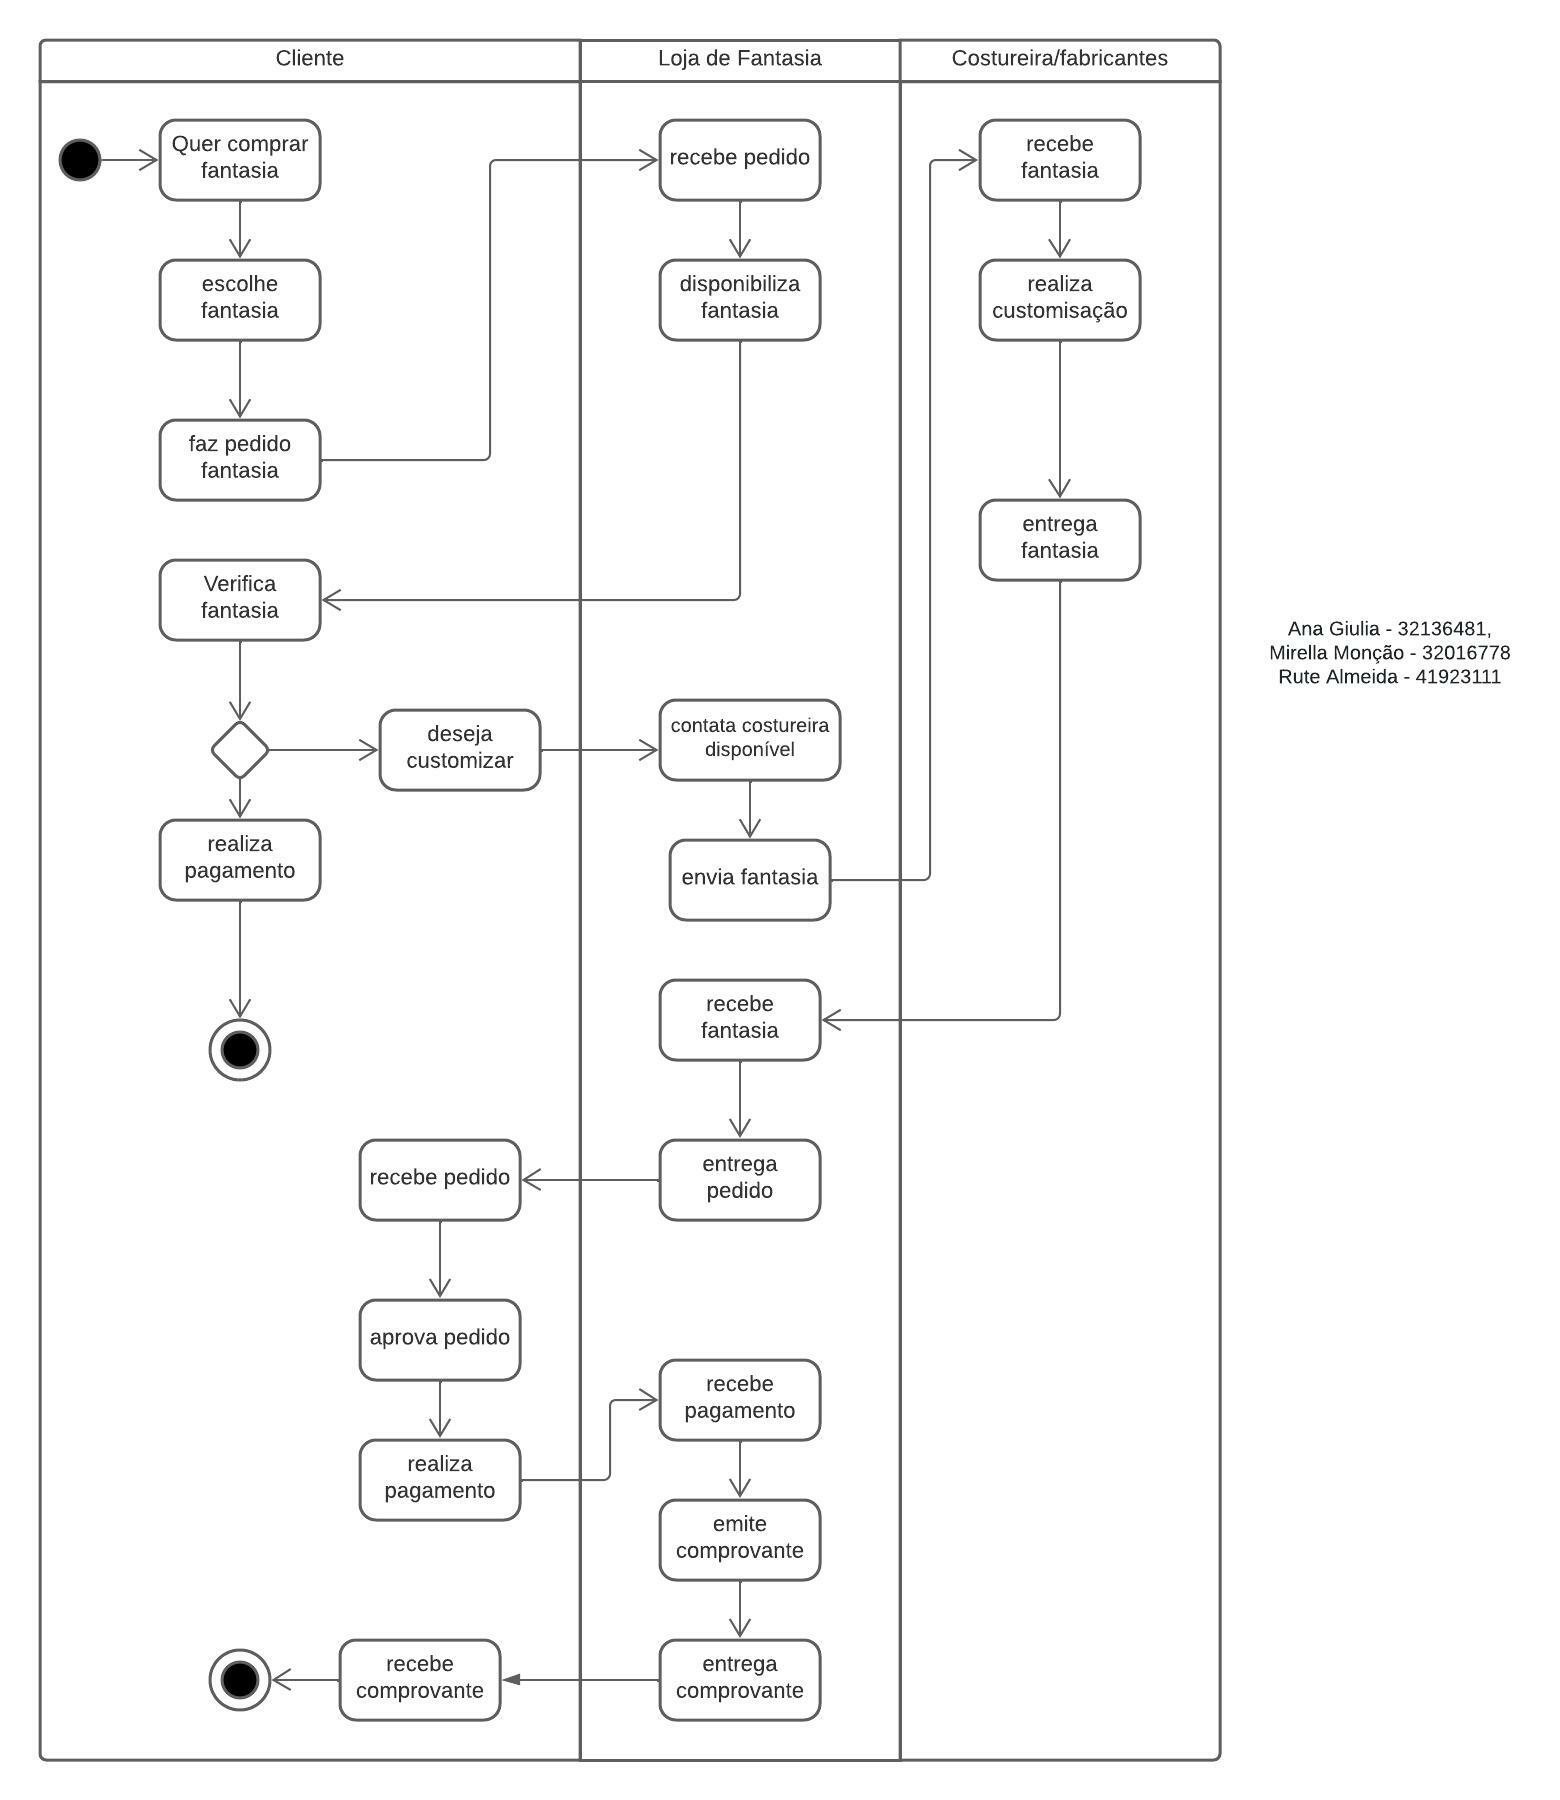 Cliente
Loja de Fantasia
Costureira/fabricantes
Quer comprar
fantasia
recebe pedido
recebe
fantasia
escolhe
fantasia
disponibiliza
fantasia
realiza
customisação
faz pedido
fantasia
entrega
fantasia
Verifica
fantasia
Ana Giulia - 32136481,
Mirella Monção - 32016778
Rute Almeida - 41923111
deseja
customizar
contata costureira
disponível
realiza
pagamento
envia fantasia
recebe
fantasia
recebe pedido
entrega
pedido
aprova pedido
recebe
pagamento
realiza
pagamento
emite
comprovante
recebe
comprovante
entrega
comprovante